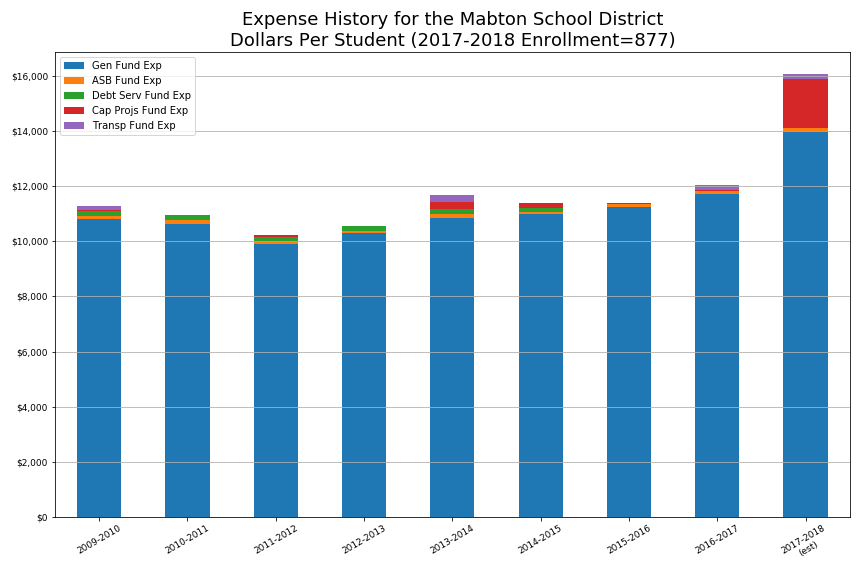 Expense History for the Mabton School District
Dollars Per Student (2017-2018 Enrollment=877)
Gen Fund Exp
ASB Fund Exp
Debt Serv Fund Exp
Cap Projs Fund Exp
Transp Fund Exp
$16,000
$14,000
$12,000
$10,000
$8,000
$6,000
$4,000
$2,000
$0
2009-2010
2010-2011
2011-2012
2012-2013
2013-2014
2014-2015
2015-2016
2016-2017
2017-2018
(est)